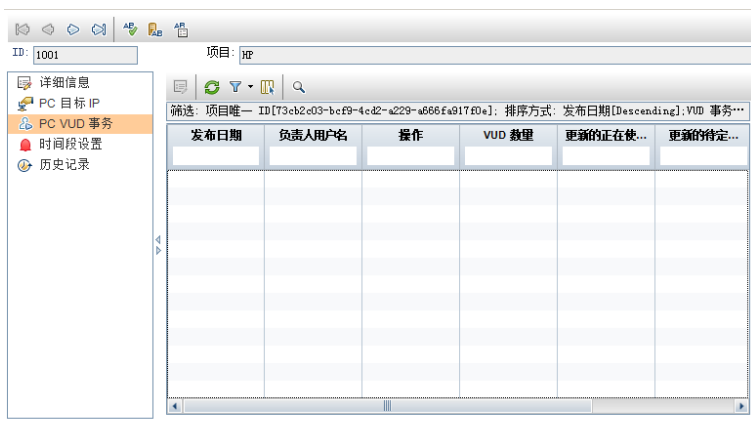 ID: 1001 项目: HP
详细信息
PC 目标 IP
PC VUD 事务
时间段设置
历史记录
筛选: 项目唯一 ID[73cb2c03-bcf9-4cd2-a229-a666fa917f0e]; 排序方式: 发布日期[Descending];VUD 事务...
发布日期 负责人用户名 操作 VUD 数量 更新的正在使... 更新的待定...